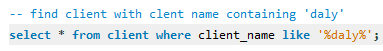 -- find client with clent name containing 'daly'
select * from client where client_name like '%daly%';